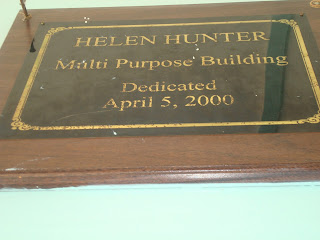 HELEN HUNTER
Multi Purpose Building
Dedicated
April 5, 2000